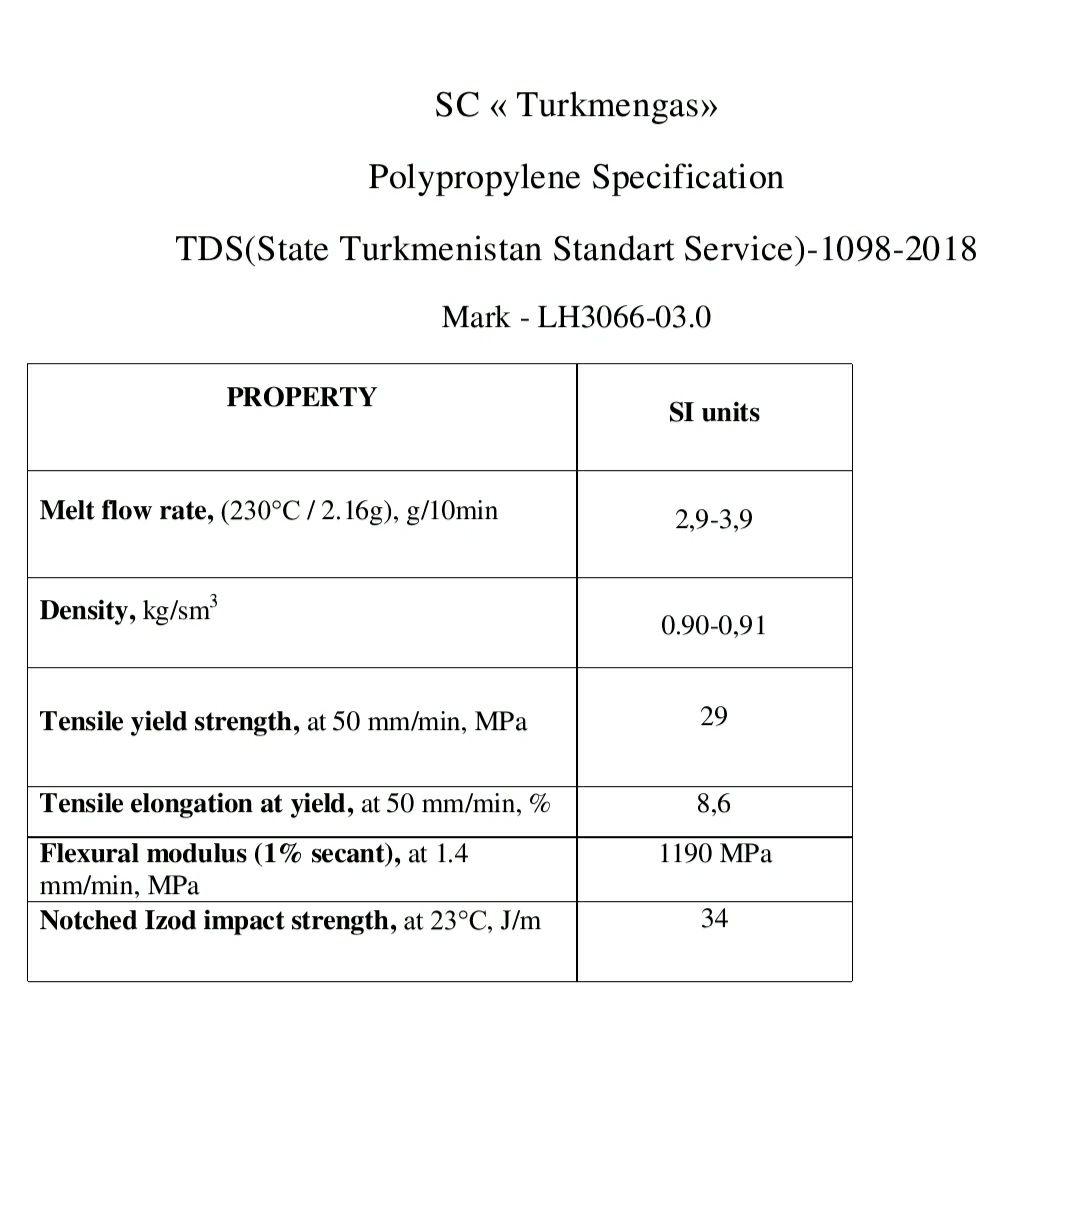 SC « Turkmengas»
Polypropylene Specification
TDS(State Turkmenistan Standart Service)-1098-2018
Mark - LH3066-03.0
PROPERTY
SI units
Melt flow rate, (230°C / 2.16g), g/10min
2,9-3,9
Density, kg/sm³
0.90-0,91
Tensile yield strength, at 50 mm/min, MPa
29
Tensile elongation at yield, at 50 mm/min, %
8,6
Flexural modulus (1% secant), at 1.4
mm/min, MPa
1190 MPa
Notched Izod impact strength, at 23°C, J/m
34